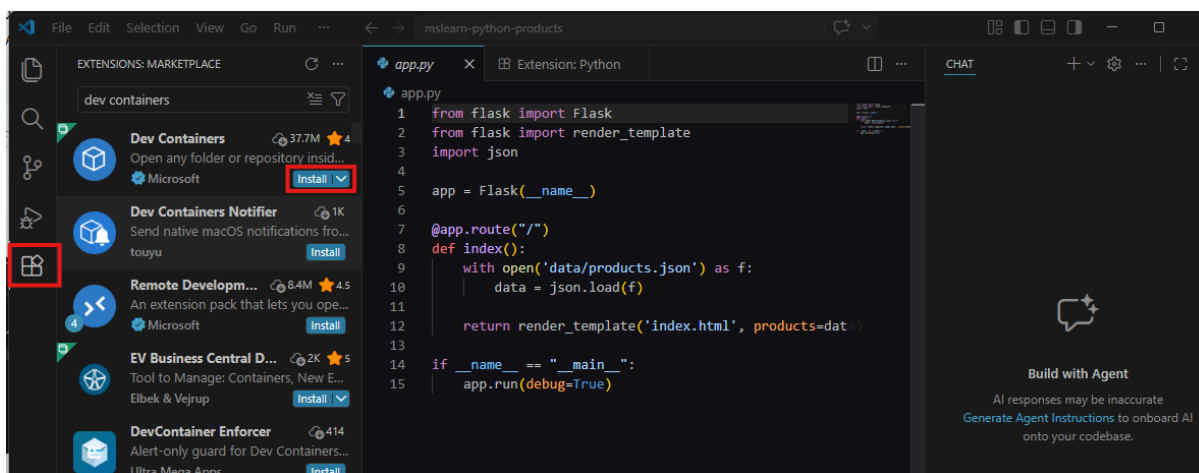 File Edit Selection View Go Run ··· mslearn-python-products
EXTENSIONS: MARKETPLACE
dev containers
Dev Containers 37.7M 4
Open any folder or repository insid...
Microsoft Install
Dev Containers Notifier 1K
Send native macOS notifications fro...
touyu Install
Remote Developm... 8.4M 4.5
An extension pack that lets you ope...
4 Microsoft Install
EV Business Central D... 2K 5
Tool to Manage: Containers, New E...
Elbek & Vejrup Install
DevContainer Enforcer 414
Alert-only guard for Dev Containers...
Ultra Mega Apps Install
app.py Extension: Python
app.py
1 from flask import Flask
2 from flask import render_template
3 import json
4
5 app = Flask(__name__)
6
7 @app.route("/")
8 def index():
9 with open('data/products.json') as f:
10 data = json.load(f)
11
12 return render_template('index.html', products=data)
13
14 if __name__ == "__main__":
15 app.run(debug=True)
CHAT
Build with Agent
AI responses may be inaccurate
Generate Agent Instructions to onboard AI
onto your codebase.